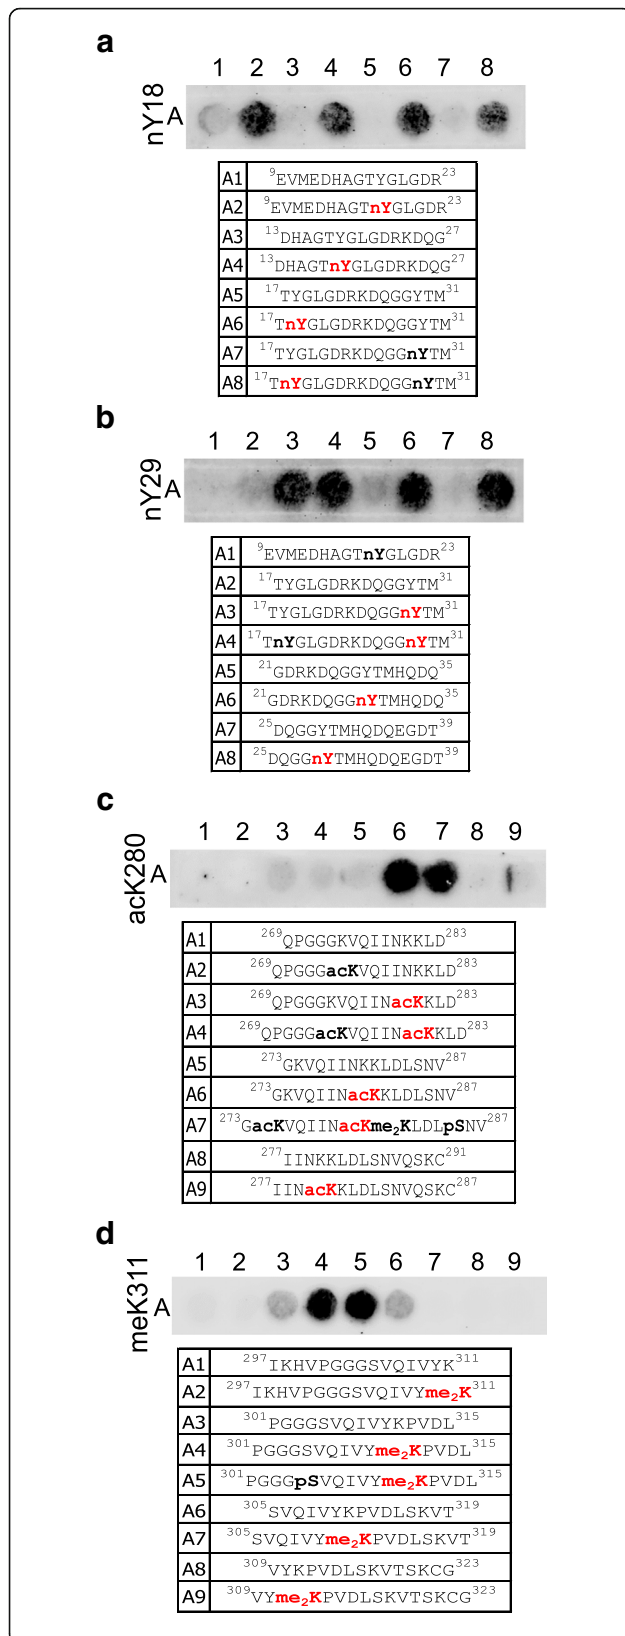 a
1 2 3 4 5 6 7 8
nY18 A
A1 ⁹EVMEDHAGTYGLGDR²³
A2 ⁹EVMEDHAGTnYGLGDR²³
A3 ¹³DHAGTYGLGDRKDQG²⁷
A4 ¹³DHAGTnYGLGDRKDQG²⁷
A5 ¹⁷TYGLGDRKDQGGYTM³¹
A6 ¹⁷TnYGLGDRKDQGGYTM³¹
A7 ¹⁷TYGLGDRKDQGGnYTM³¹
A8 ¹⁷TnYGLGDRKDQGGnYTM³¹
b
1 2 3 4 5 6 7 8
nY29 A
A1 ⁹EVMEDHAGTnYGLGDR²³
A2 ¹⁷TYGLGDRKDQGGYTM³¹
A3 ¹⁷TYGLGDRKDQGGnYTM³¹
A4 ¹⁷TnYGLGDRKDQGGnYTM³¹
A5 ²¹GDRKDQGGYTMHQDQ³⁵
A6 ²¹GDRKDQGGnYTMHQDQ³⁵
A7 ²⁵DQGGYTMHQDQEGDT³⁹
A8 ²⁵DQGGnYTMHQDQEGDT³⁹
c
1 2 3 4 5 6 7 8 9
acK280 A
A1 ²⁶⁹QPGGGKVQIINKKLD²⁸³
A2 ²⁶⁹QPGGGacKVQIINKKLD²⁸³
A3 ²⁶⁹QPGGGKVQIINacKKLD²⁸³
A4 ²⁶⁹QPGGGacKVQIINacKKLD²⁸³
A5 ²⁷³GKVQIINKKLDLSNV²⁸⁷
A6 ²⁷³GKVQIINacKKLDLSNV²⁸⁷
A7 ²⁷³GacKVQIINacKme₂KLDLpSNV²⁸⁷
A8 ²⁷⁷IINKKLDLSNVQSKC²⁹¹
A9 ²⁷⁷IINacKKLDLSNVQSKC²⁸⁷
d
1 2 3 4 5 6 7 8 9
meK311 A
A1 ²⁹⁷IKHVPGGGSVQIVYK³¹¹
A2 ²⁹⁷IKHVPGGGSVQIVYme₂K³¹¹
A3 ³⁰¹PGGGSVQIVYKPVDL³¹⁵
A4 ³⁰¹PGGGSVQIVYme₂KPVDL³¹⁵
A5 ³⁰¹PGGGpSVQIVYme₂KPVDL³¹⁵
A6 ³⁰⁵SVQIVYKPVDLSKVT³¹⁹
A7 ³⁰⁵SVQIVYme₂KPVDLSKVT³¹⁹
A8 ³⁰⁹VYKPVDLSKVTSKCG³²³
A9 ³⁰⁹VYme₂KPVDLSKVTSKCG³²³